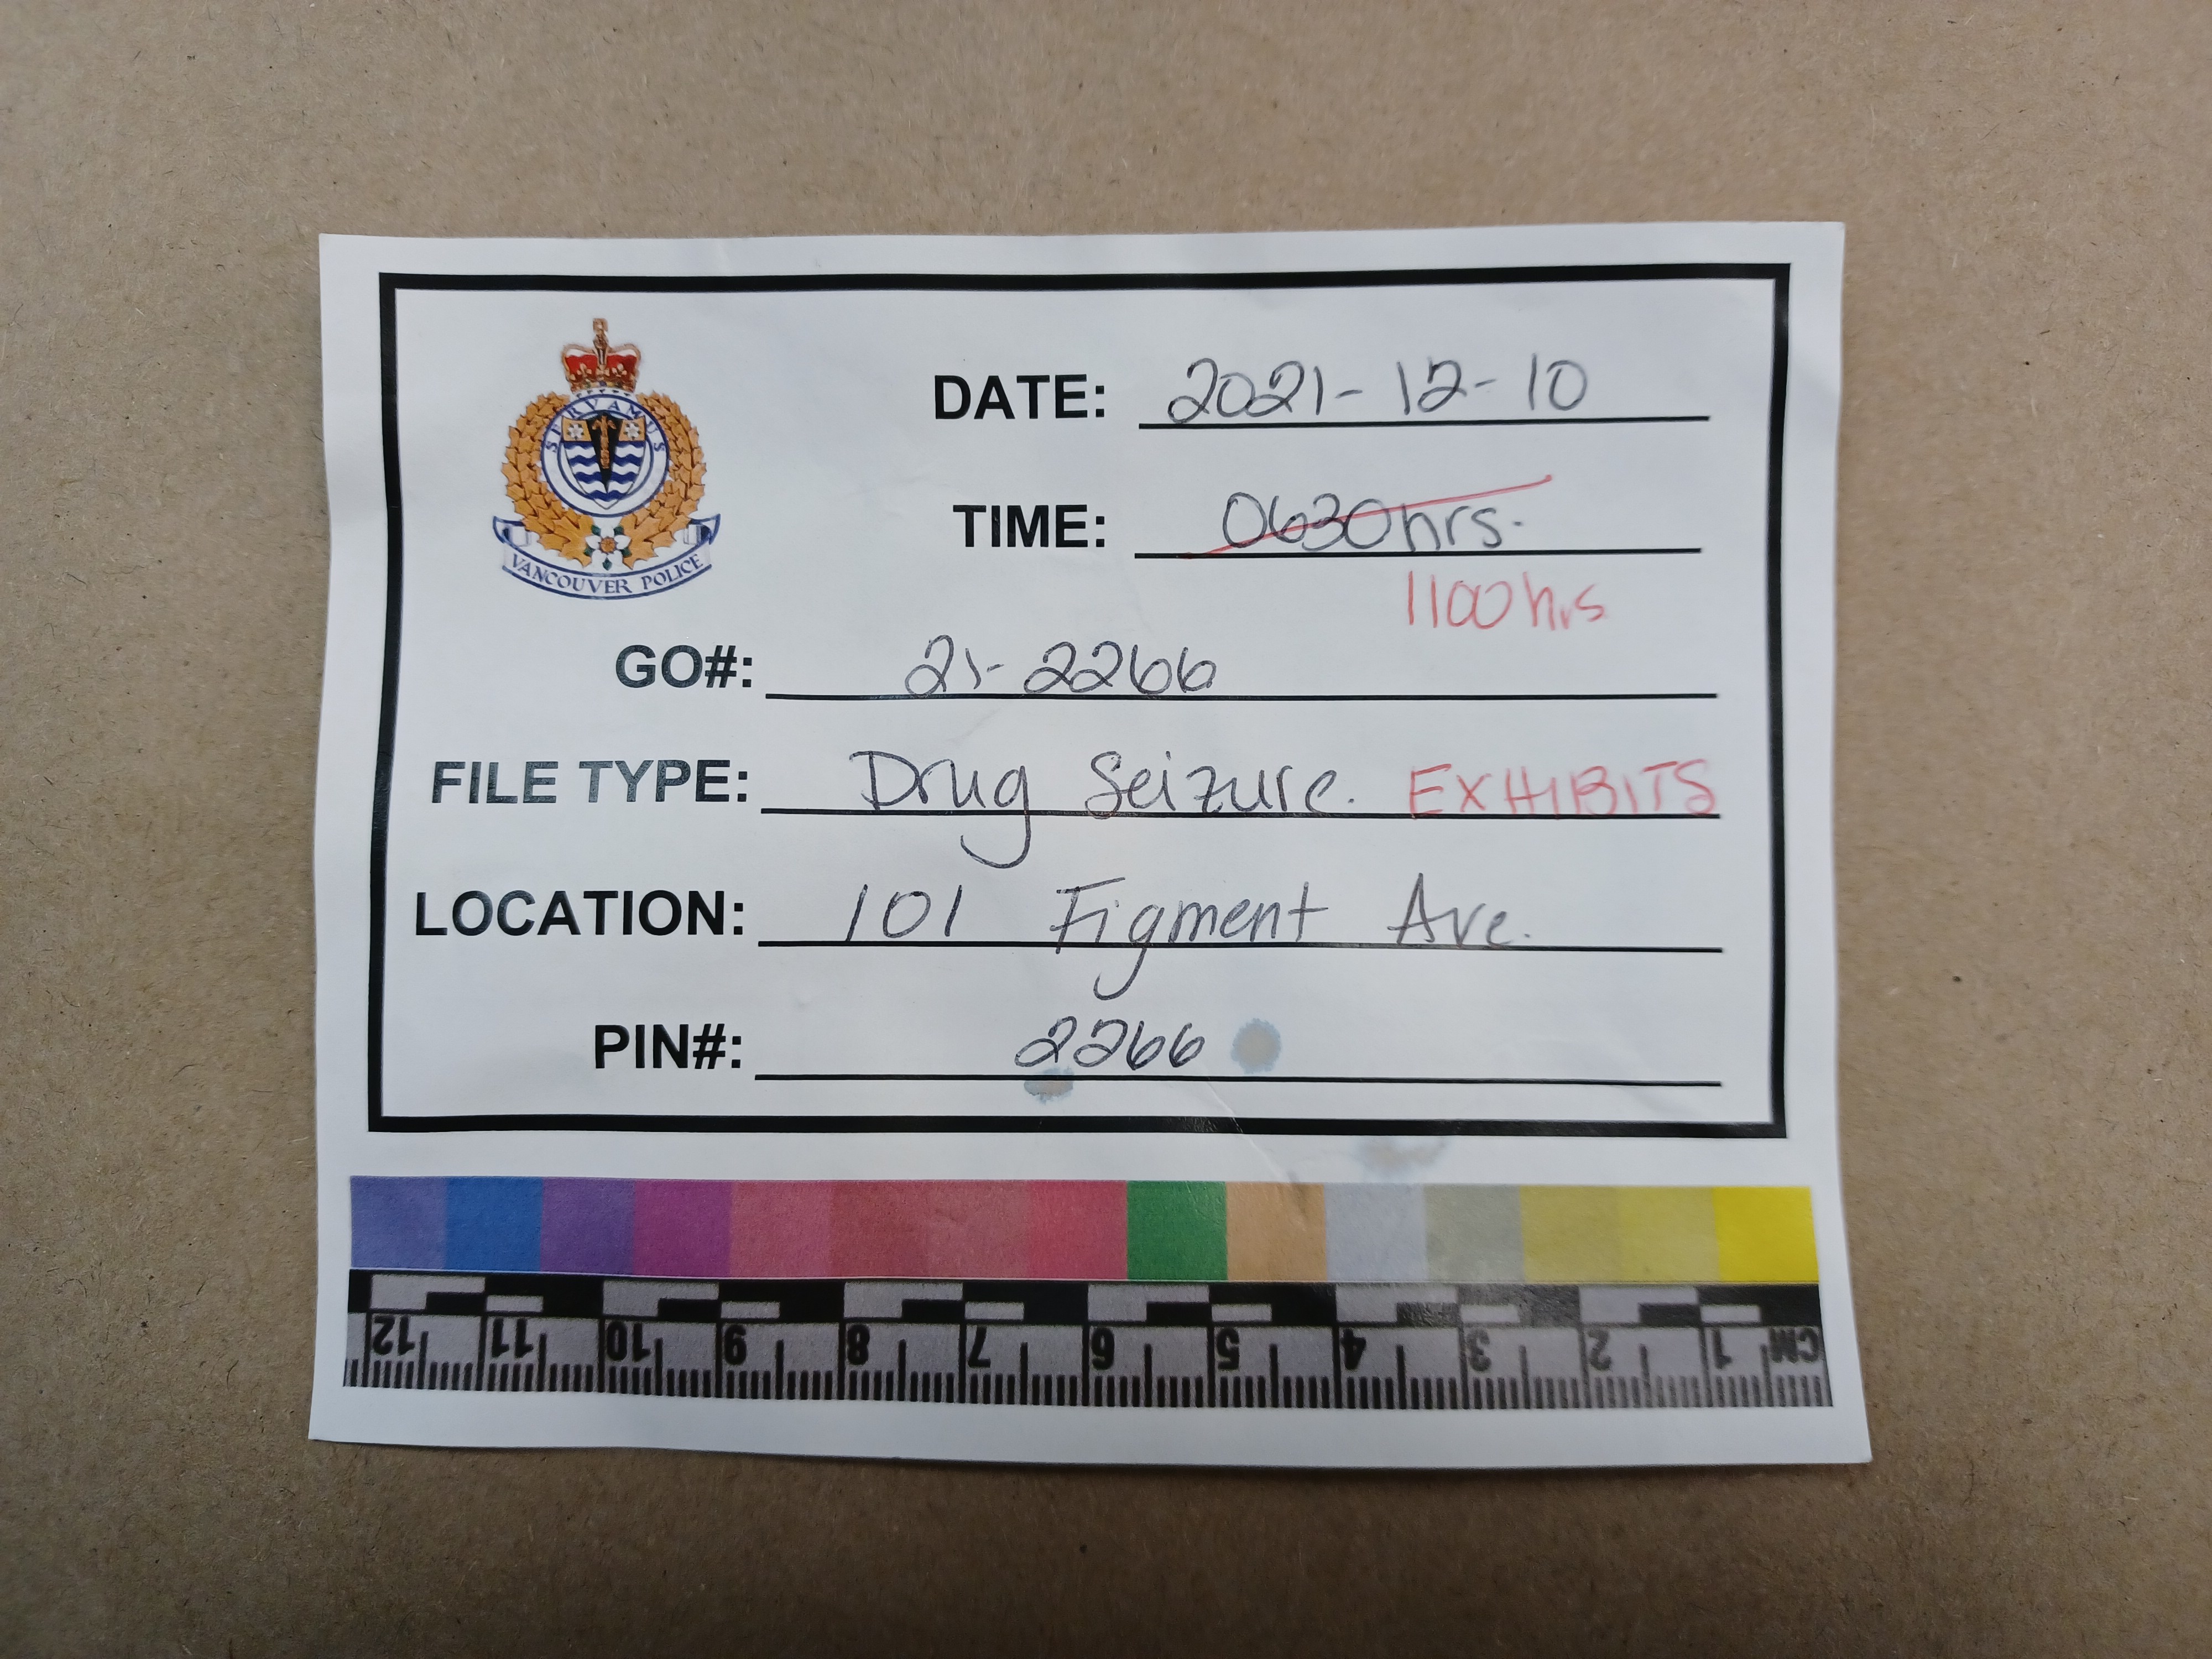 SERVAMUS
VANCOUVER POLICE
DATE: 2021-12-10
TIME: 0630hrs.
1100hrs
GO#: 21-2266
FILE TYPE: Drug Seizure. EXHIBITS
LOCATION: 101 Figment Ave.
PIN#: 2266
12 11 10 9 8 7 6 5 4 3 2 1 CM